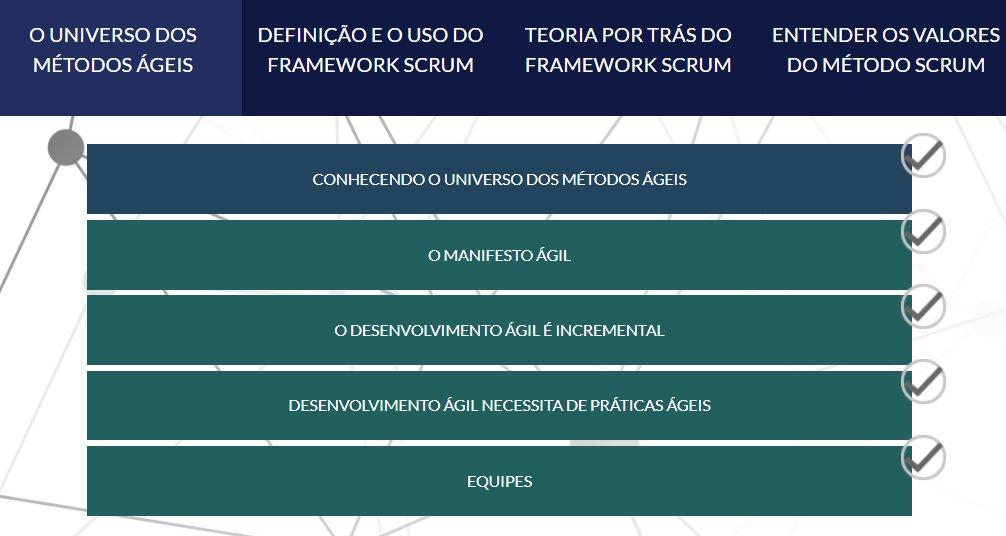 O UNIVERSO DOS
MÉTODOS ÁGEIS
DEFINIÇÃO E O USO DO
FRAMEWORK SCRUM
TEORIA POR TRÁS DO
FRAMEWORK SCRUM
ENTENDER OS VALORES
DO MÉTODO SCRUM
CONHECENDO O UNIVERSO DOS MÉTODOS ÁGEIS
O MANIFESTO ÁGIL
O DESENVOLVIMENTO ÁGIL É INCREMENTAL
DESENVOLVIMENTO ÁGIL NECESSITA DE PRÁTICAS ÁGEIS
EQUIPES